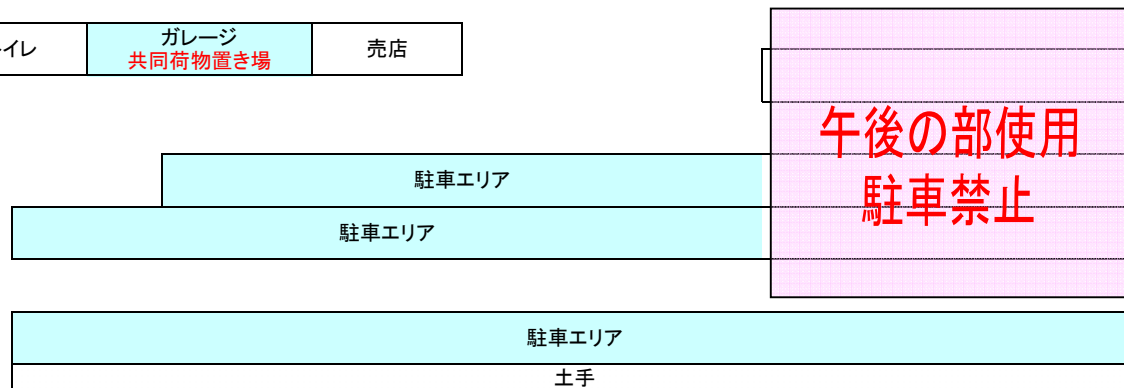 イレ
ガレージ
共同荷物置き場
売店
午後の部使用
駐車禁止
駐車エリア
駐車エリア
駐車エリア
土手